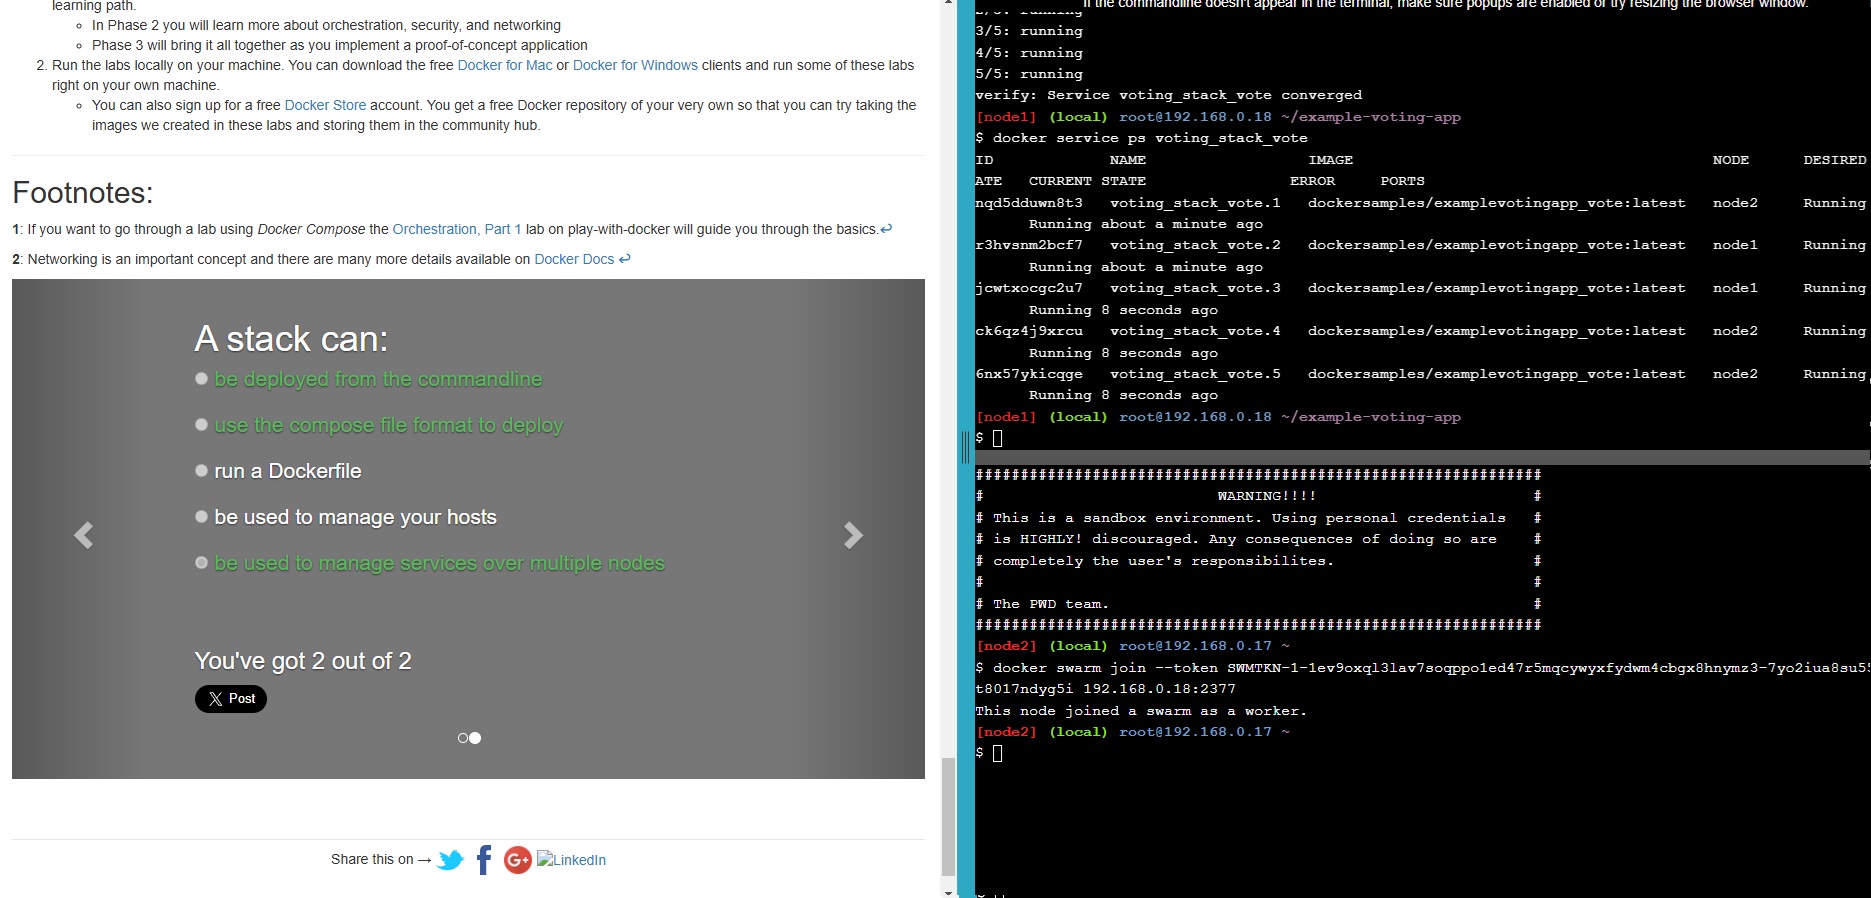 learning path.
In Phase 2 you will learn more about orchestration, security, and networking
Phase 3 will bring it all together as you implement a proof-of-concept application
2. Run the labs locally on your machine. You can download the free Docker for Mac or Docker for Windows clients and run some of these labs
right on your own machine.
You can also sign up for a free Docker Store account. You get a free Docker repository of your very own so that you can try taking the
images we created in these labs and storing them in the community hub.
Footnotes:
1: If you want to go through a lab using Docker Compose the Orchestration, Part 1 lab on play-with-docker will guide you through the basics.↩
2: Networking is an important concept and there are many more details available on Docker Docs ↩
A stack can:
be deployed from the commandline
use the compose file format to deploy
run a Dockerfile
be used to manage your hosts
be used to manage services over multiple nodes
You've got 2 out of 2
Post
Share this on → LinkedIn
If the commandline doesn't appear in the terminal, make sure popups are enabled or try resizing the browser window.
2/5: running
3/5: running
4/5: running
5/5: running
verify: Service voting_stack_vote converged
[node1] (local) root@192.168.0.18 ~/example-voting-app
$ docker service ps voting_stack_vote
ID NAME IMAGE NODE DESIRED
ATE CURRENT STATE ERROR PORTS
nqd5dduwn8t3 voting_stack_vote.1 dockersamples/examplevotingapp_vote:latest node2 Running
Running about a minute ago
r3hvsnm2bcf7 voting_stack_vote.2 dockersamples/examplevotingapp_vote:latest node1 Running
Running about a minute ago
jcwtxocgc2u7 voting_stack_vote.3 dockersamples/examplevotingapp_vote:latest node1 Running
Running 8 seconds ago
ck6qz4j9xrcu voting_stack_vote.4 dockersamples/examplevotingapp_vote:latest node2 Running
Running 8 seconds ago
6nx57ykicqge voting_stack_vote.5 dockersamples/examplevotingapp_vote:latest node2 Running
Running 8 seconds ago
[node1] (local) root@192.168.0.18 ~/example-voting-app
$
###############################################################
# WARNING!!!! #
# This is a sandbox environment. Using personal credentials #
# is HIGHLY! discouraged. Any consequences of doing so are #
# completely the user's responsibilites. #
# #
# The PWD team. #
###############################################################
[node2] (local) root@192.168.0.17 ~
$ docker swarm join --token SWMTKN-1-1ev9oxql3lav7soqppo1ed47r5mqcywyxfydwm4cbgx8hnymz3-7yo2iua8su55
t8017ndyg5i 192.168.0.18:2377
This node joined a swarm as a worker.
[node2] (local) root@192.168.0.17 ~
$